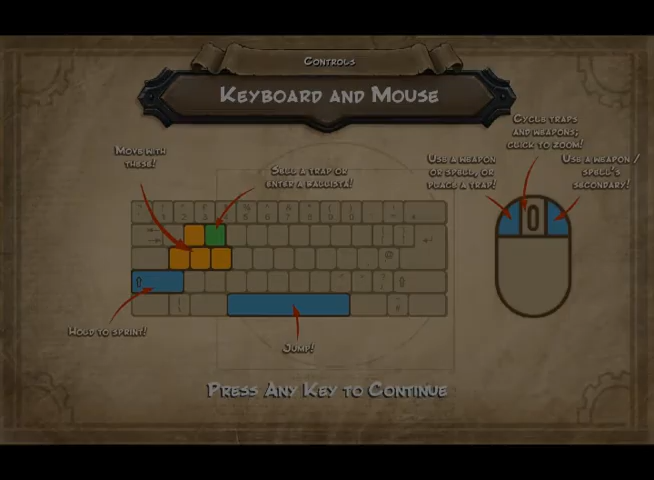 Controls
Keyboard and Mouse
Cycle traps
and weapons;
click to zoom!
Move with
these!
Sell a trap or
enter a ballista!
Use a weapon
or spell, or
place a trap!
Use a weapon /
spell's
secondary!
Hold to sprint!
Jump!
Press Any Key to Continue